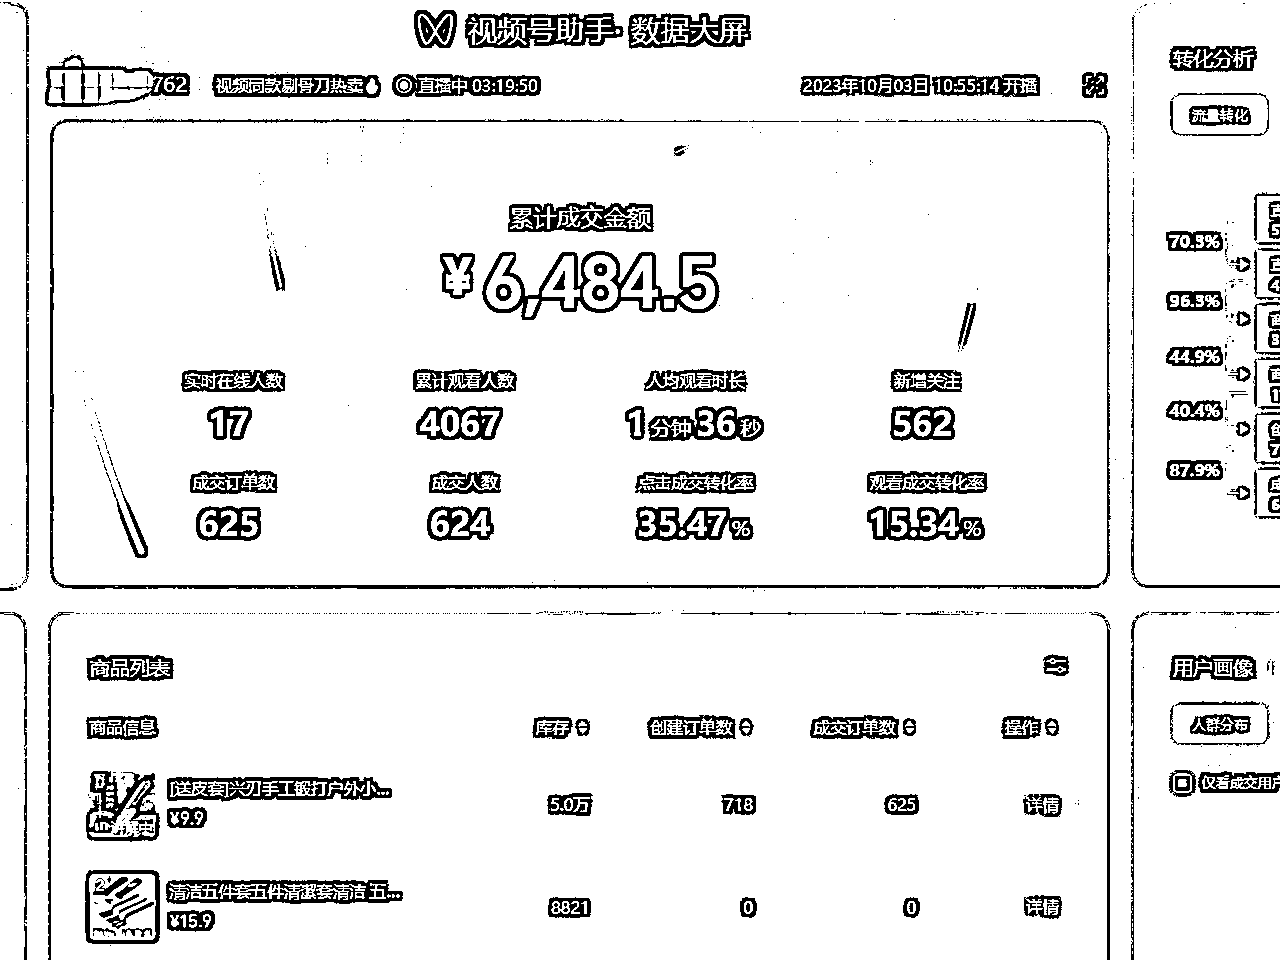 视频号助手·数据大屏
762 视频同款剔骨刀热卖 直播中 03:19:50 2023年10月03日 10:55:14 开播
累计成交金额
¥6,484.5
实时在线人数 累计观看人数 人均观看时长 新增关注
17 4067 1分钟36秒 562
成交订单数 成交人数 点击成交转化率 观看成交转化率
625 624 35.47% 15.34%
商品列表
商品信息 库存 创建订单数 成交订单数 操作
[送皮套]兴刃手工锻打户外小... 5.0万 718 625 详情
¥9.9
清洁五件套五件清洁套清洁 五... 8821 0 0 详情
¥15.9
转化分析
流量转化
70.3%
96.3%
44.9%
40.4%
87.9%
用户画像
人群分布
仅看成交用户